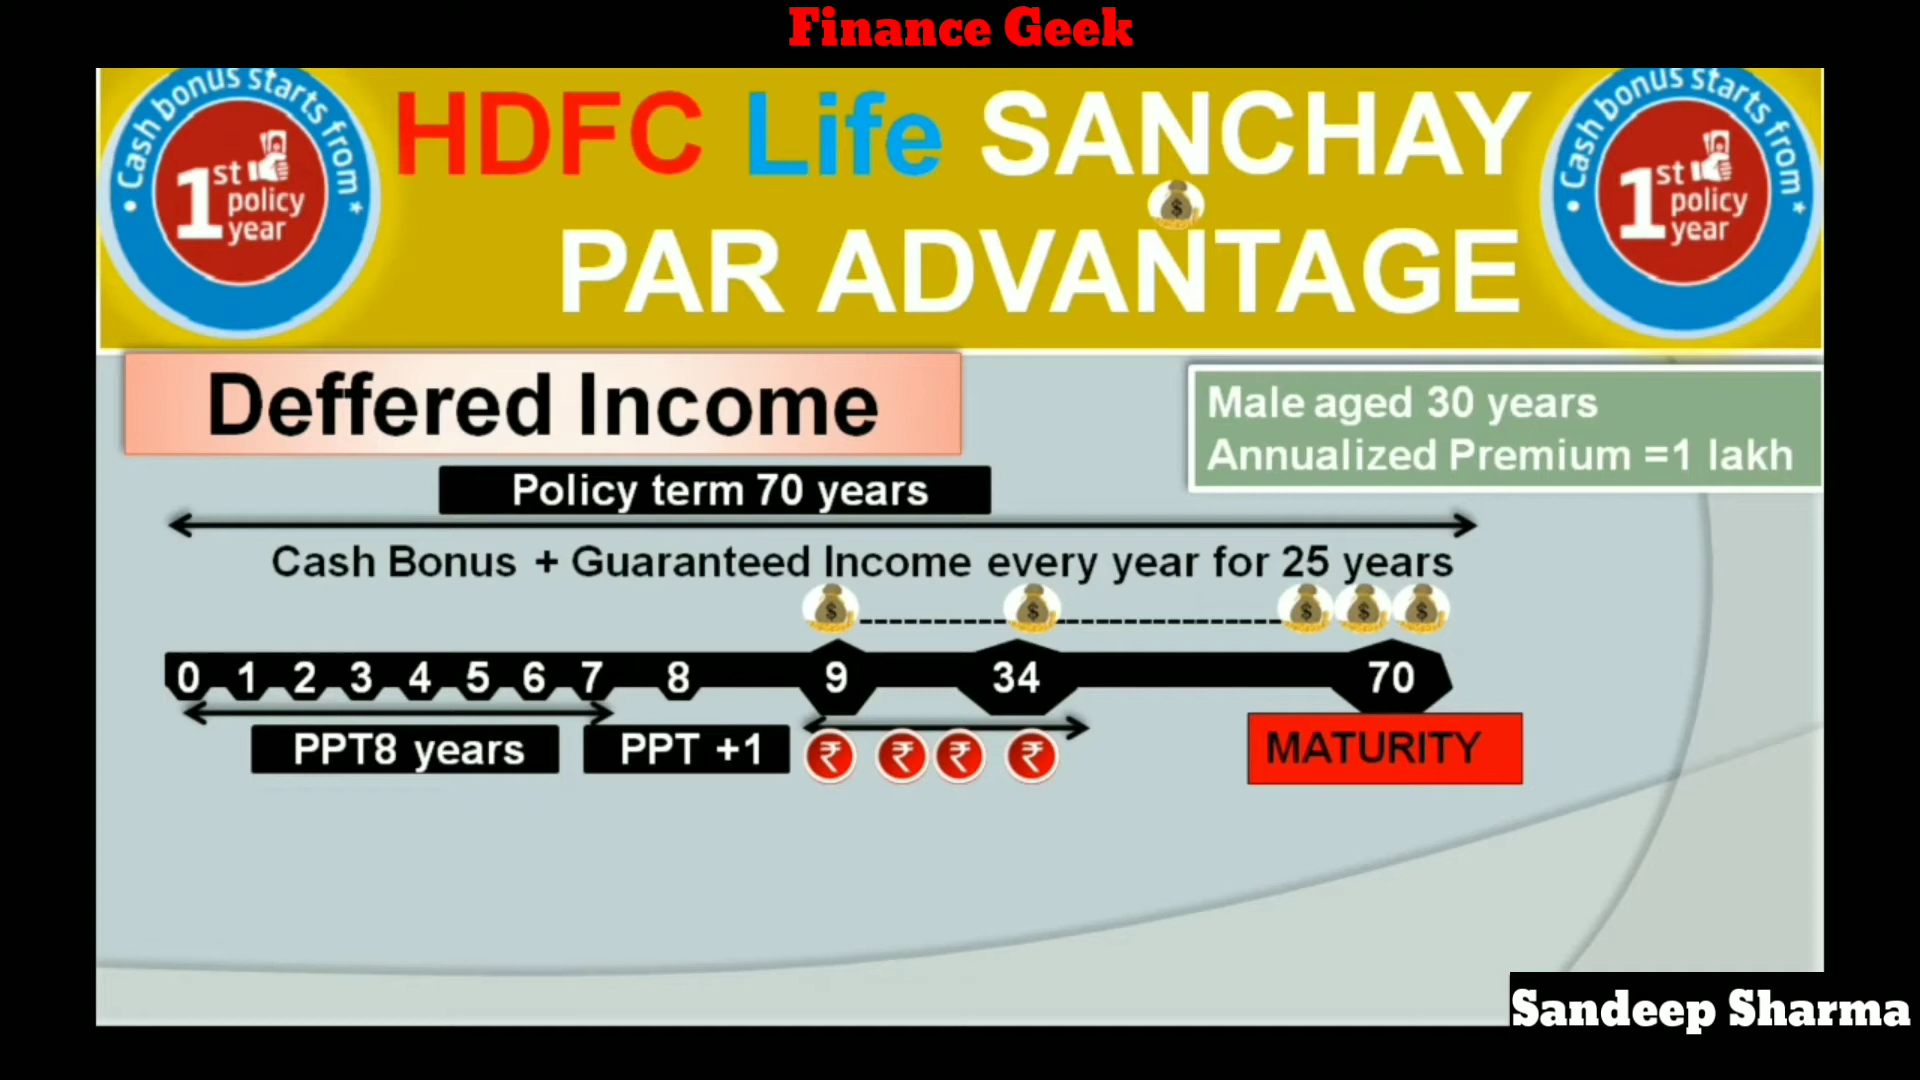 Finance Geek
• Cash bonus starts from *
1st
policy
year
HDFC Life SANCHAY
PAR ADVANTAGE
• Cash bonus starts from *
1st
policy
year
Deffered Income
Male aged 30 years
Annualized Premium =1 lakh
Policy term 70 years
Cash Bonus + Guaranteed Income every year for 25 years
$ $ $ $ $ $
0 1 2 3 4 5 6 7 8 9 34 70
PPT8 years PPT +1 ₹ ₹ ₹ ₹ MATURITY
Sandeep Sharma